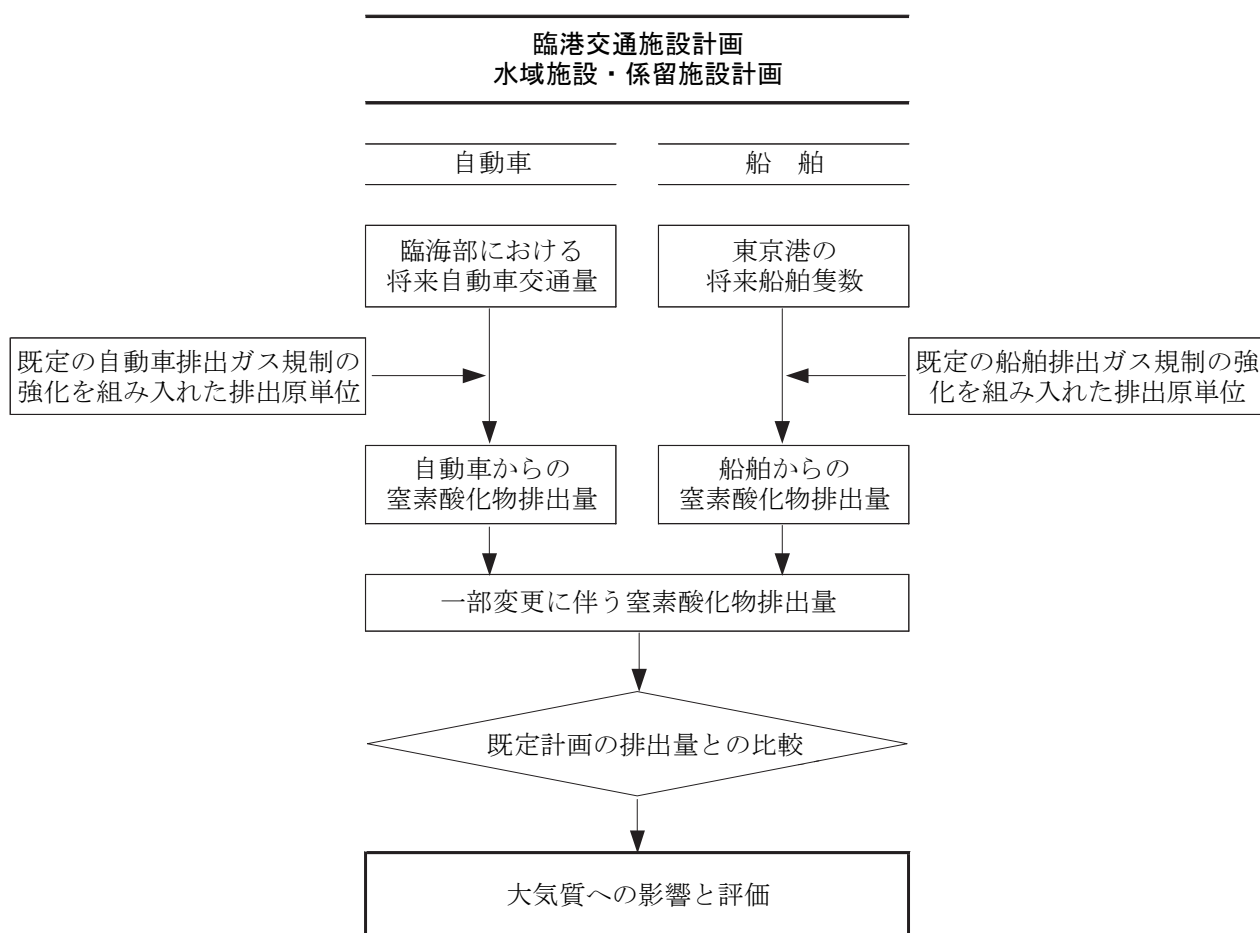 臨港交通施設計画
水域施設・係留施設計画
自動車
船　舶
臨海部における
将来自動車交通量
東京港の
将来船舶隻数
既定の自動車排出ガス規制の
強化を組み入れた排出原単位
既定の船舶排出ガス規制の強
化を組み入れた排出原単位
自動車からの
窒素酸化物排出量
船舶からの
窒素酸化物排出量
一部変更に伴う窒素酸化物排出量
既定計画の排出量との比較
大気質への影響と評価